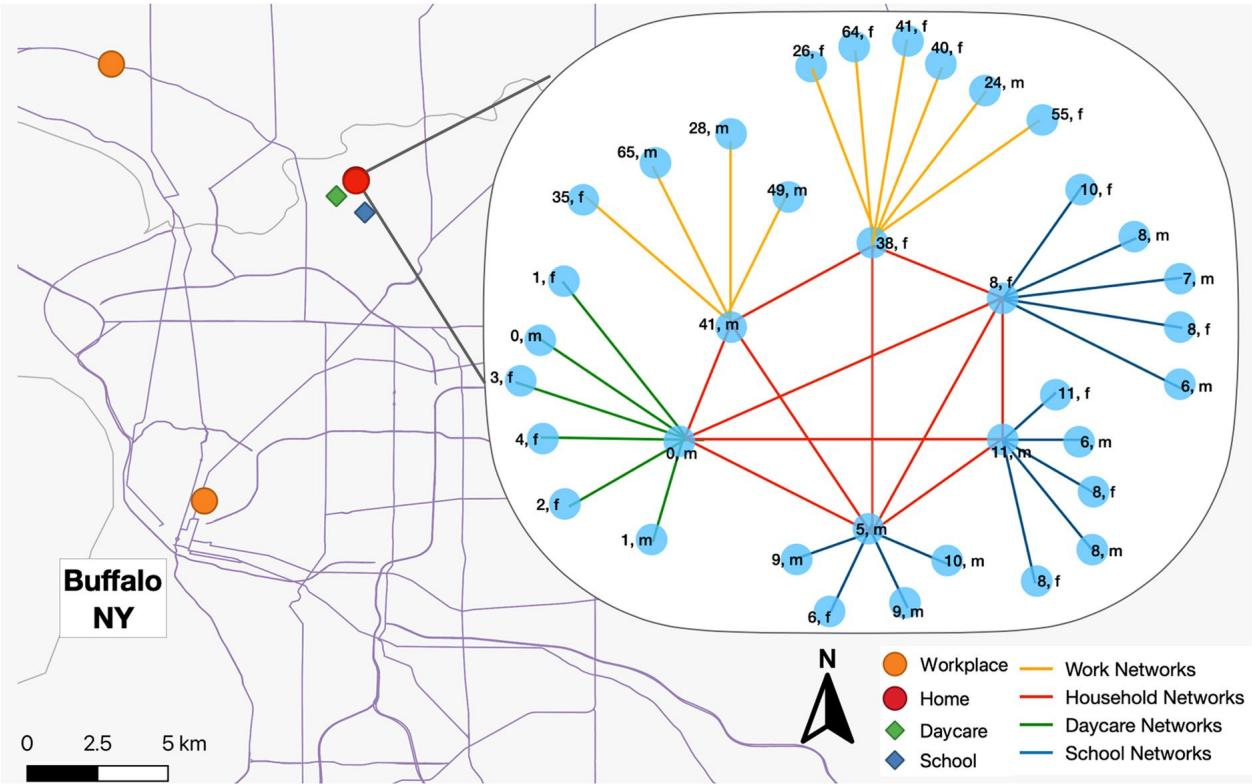 26, f
64, f
41, f
40, f
24, m
55, f
28, m
65, m
49, m
35, f
10, f
8, m
7, m
8, f
6, m
38, f
8, f
41, m
1, f
0, m
3, f
4, f
2, f
1, m
0, m
11, f
6, m
8, f
8, m
8, f
11, m
5, m
9, m
6, f
9, m
10, m
Buffalo
NY
N
0 2.5 5 km
Workplace
Home
Daycare
School
Work Networks
Household Networks
Daycare Networks
School Networks